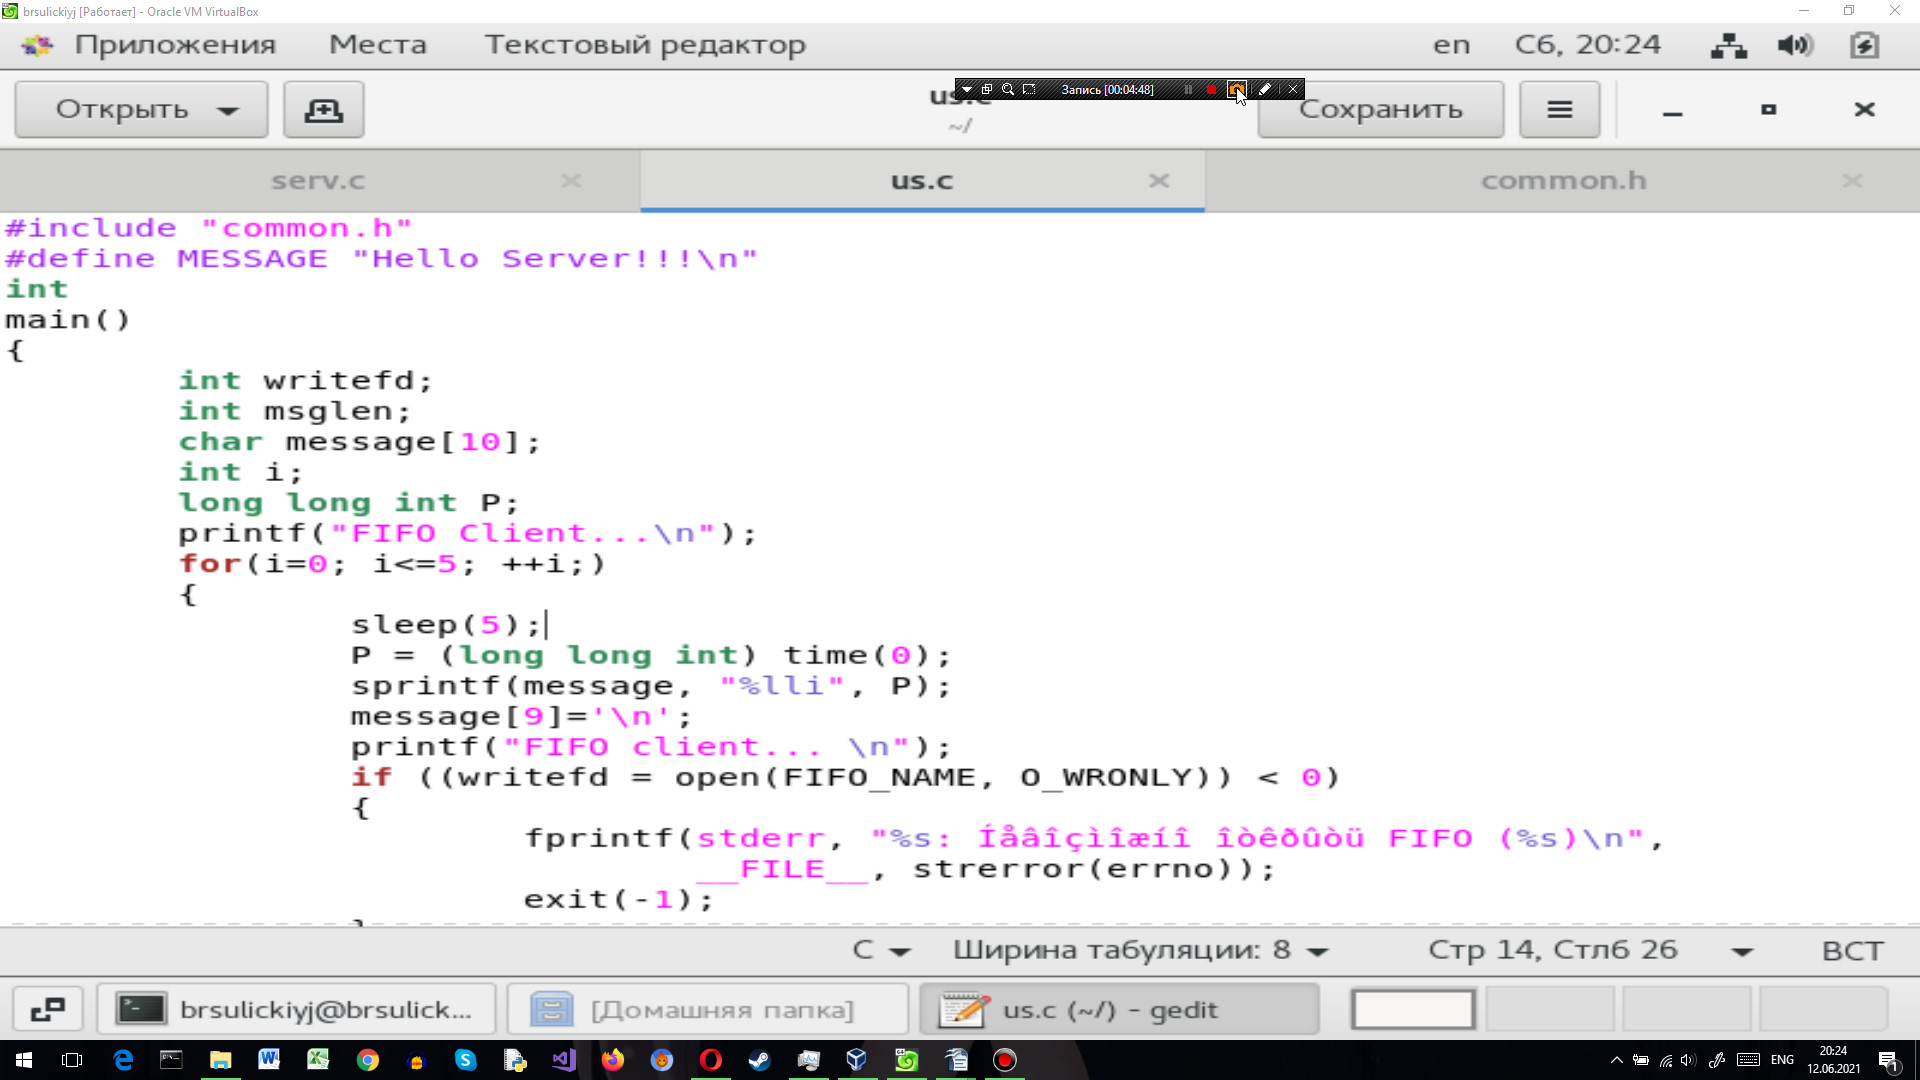 brsulickiyj [Работает] - Oracle VM VirtualBox
Приложения Места Текстовый редактор en Сб, 20:24
Открыть us.c Запись [00:04:48] Сохранить
~/
serv.c us.c common.h
#include "common.h"
#define MESSAGE "Hello Server!!!\n"
int
main()
{
int writefd;
int msglen;
char message[10];
int i;
long long int P;
printf("FIFO Client...\n");
for(i=0; i<=5; ++i;)
{
sleep(5);
P = (long long int) time(0);
sprintf(message, "%lli", P);
message[9]='\n';
printf("FIFO client... \n");
if ((writefd = open(FIFO_NAME, O_WRONLY)) < 0)
{
fprintf(stderr, "%s: Íåâîçìîæíî îòêðûòü FIFO (%s)\n",
__FILE__, strerror(errno));
exit(-1);
}
C Ширина табуляции: 8 Стр 14, Стлб 26 ВСТ
brsulickiyj@brsulick... [Домашняя папка] us.c (~/) - gedit
ENG 20:24
12.06.2021
1